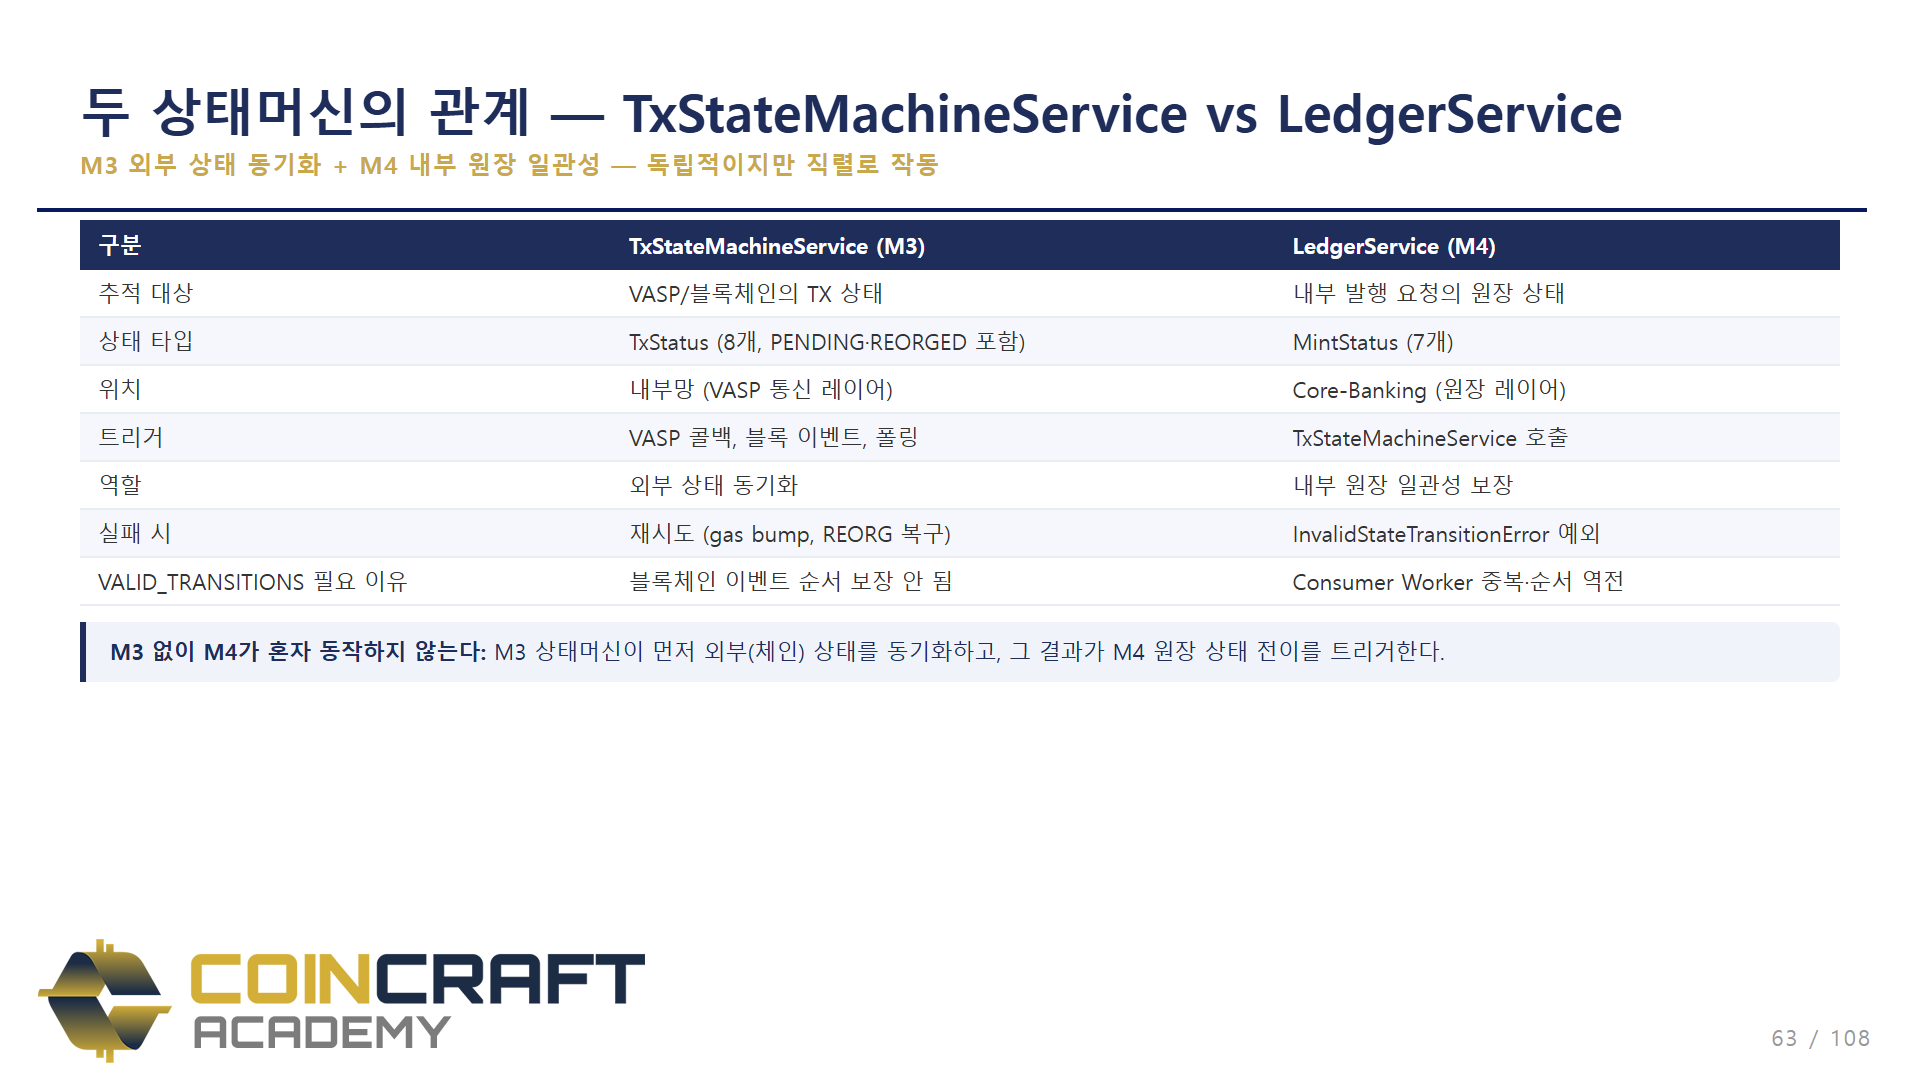 두 상태머신의 관계 — TxStateMachineService vs LedgerService
M3 외부 상태 동기화 + M4 내부 원장 일관성 — 독립적이지만 직렬로 작동
구분 TxStateMachineService (M3) LedgerService (M4)
추적 대상 VASP/블록체인의 TX 상태 내부 발행 요청의 원장 상태
상태 타입 TxStatus (8개, PENDING·REORGED 포함) MintStatus (7개)
위치 내부망 (VASP 통신 레이어) Core-Banking (원장 레이어)
트리거 VASP 콜백, 블록 이벤트, 폴링 TxStateMachineService 호출
역할 외부 상태 동기화 내부 원장 일관성 보장
실패 시 재시도 (gas bump, REORG 복구) InvalidStateTransitionError 예외
VALID_TRANSITIONS 필요 이유 블록체인 이벤트 순서 보장 안 됨 Consumer Worker 중복·순서 역전
M3 없이 M4가 혼자 동작하지 않는다: M3 상태머신이 먼저 외부(체인) 상태를 동기화하고, 그 결과가 M4 원장 상태 전이를 트리거한다.
COINCRAFT
ACADEMY
63 / 108